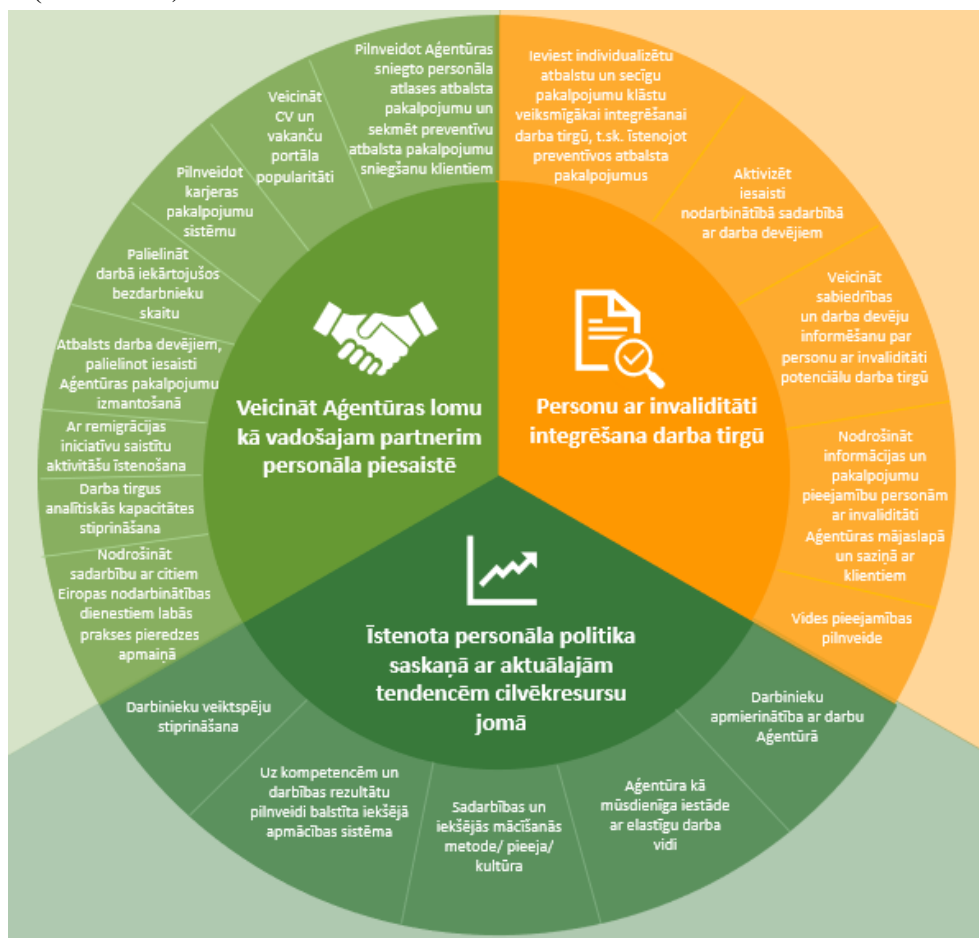 Pilnveidot Aģentūras
sniegto personāla
atlases atbalsta
pakalpojumu un
sekmēt preventīvu
atbalsta pakalpojumu
sniegšanu klientiem
Veicināt
CV un
vakanču
portāla
popularitāti
Pilnveidot
karjeras
pakalpojumu
sistēmu
Palielināt
darbā iekārtojušos
bezdarbnieku
skaitu
Atbalsts darba devējiem,
palielinot iesaisti
Aģentūras pakalpojumu
izmantošanā
Ar remigrācijas
iniciatīvu saistītu
aktivitāšu īstenošana
Darba tirgus
analītiskās kapacitātes
stiprināšana
Nodrošināt
sadarbību ar citiem
Eiropas nodarbinātības
dienestiem labās
prakses pieredzes
apmaiņā
Veicināt Aģentūras lomu
kā vadošajam partnerim
personāla piesaistē
Ieviest individualizētu
atbalstu un secīgu
pakalpojumu klāstu
veiksmīgākai integrēšanai
darba tirgū, t.sk. īstenojot
preventīvos atbalsta
pakalpojumus
Aktivizēt
iesaisti
nodarbinātībā sadarbībā
ar darba devējiem
Veicināt
sabiedrības
un darba devēju
informēšanu par
personu ar invaliditāti
potenciālu darba tirgū
Nodrošināt
informācijas un
pakalpojumu
pieejamību personām
ar invaliditāti
Aģentūras mājaslapā
un saziņā ar
klientiem
Vides pieejamības
pilnveide
Personu ar invaliditāti
integrēšana darba tirgū
Īstenota personāla politika
saskaņā ar aktuālajām
tendencēm cilvēkresursu
jomā
Darbinieku veiktspēju
stiprināšana
Uz kompetencēm un
darbības rezultātu
pilnveidi balstīta iekšējā
apmācības sistēma
Sadarbības un
iekšējās mācīšanās
metode/ pieeja/
kultūra
Aģentūra kā
mūsdienīga iestāde
ar elastīgu darba
vidi
Darbinieku
apmierinātība ar darbu
Aģentūrā